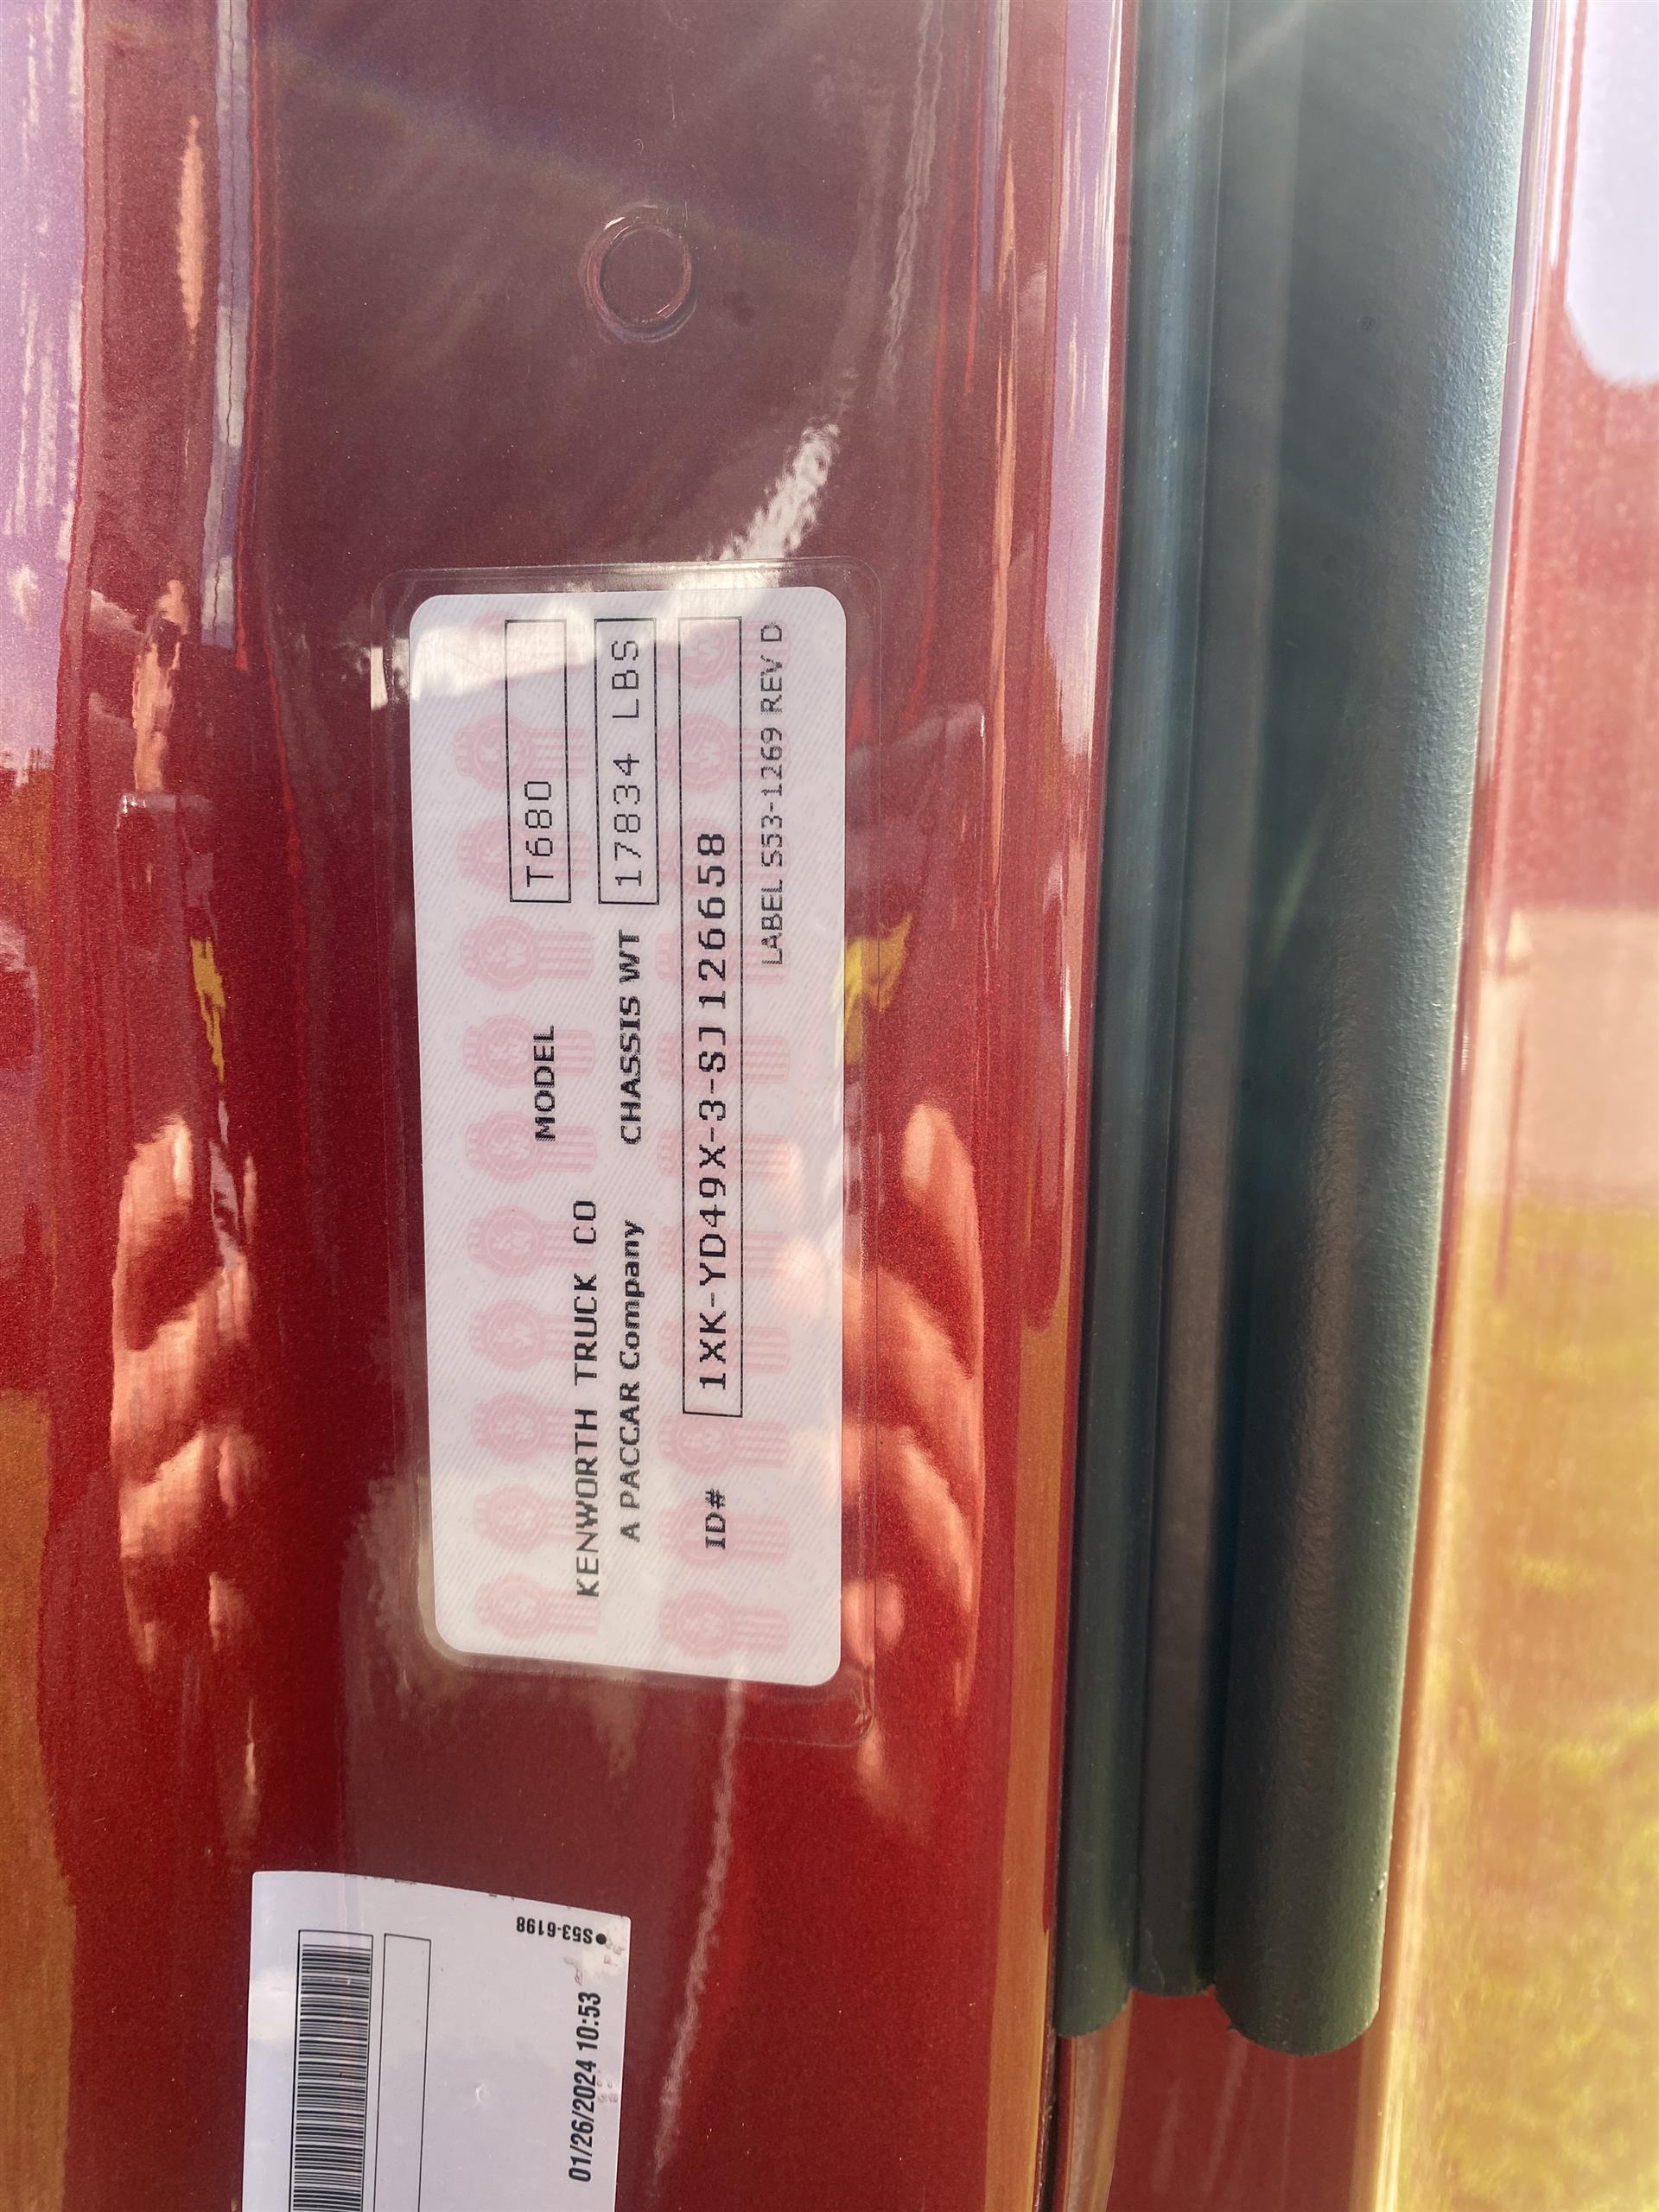 MODEL T680
KENWORTH TRUCK CO
A PACCAR Company CHASSIS WT 17834 LBS
ID# 1XK-YD49X-3-SJ126658
LABEL S53-1269 REV D
S53-6198
01/26/2024 10:53